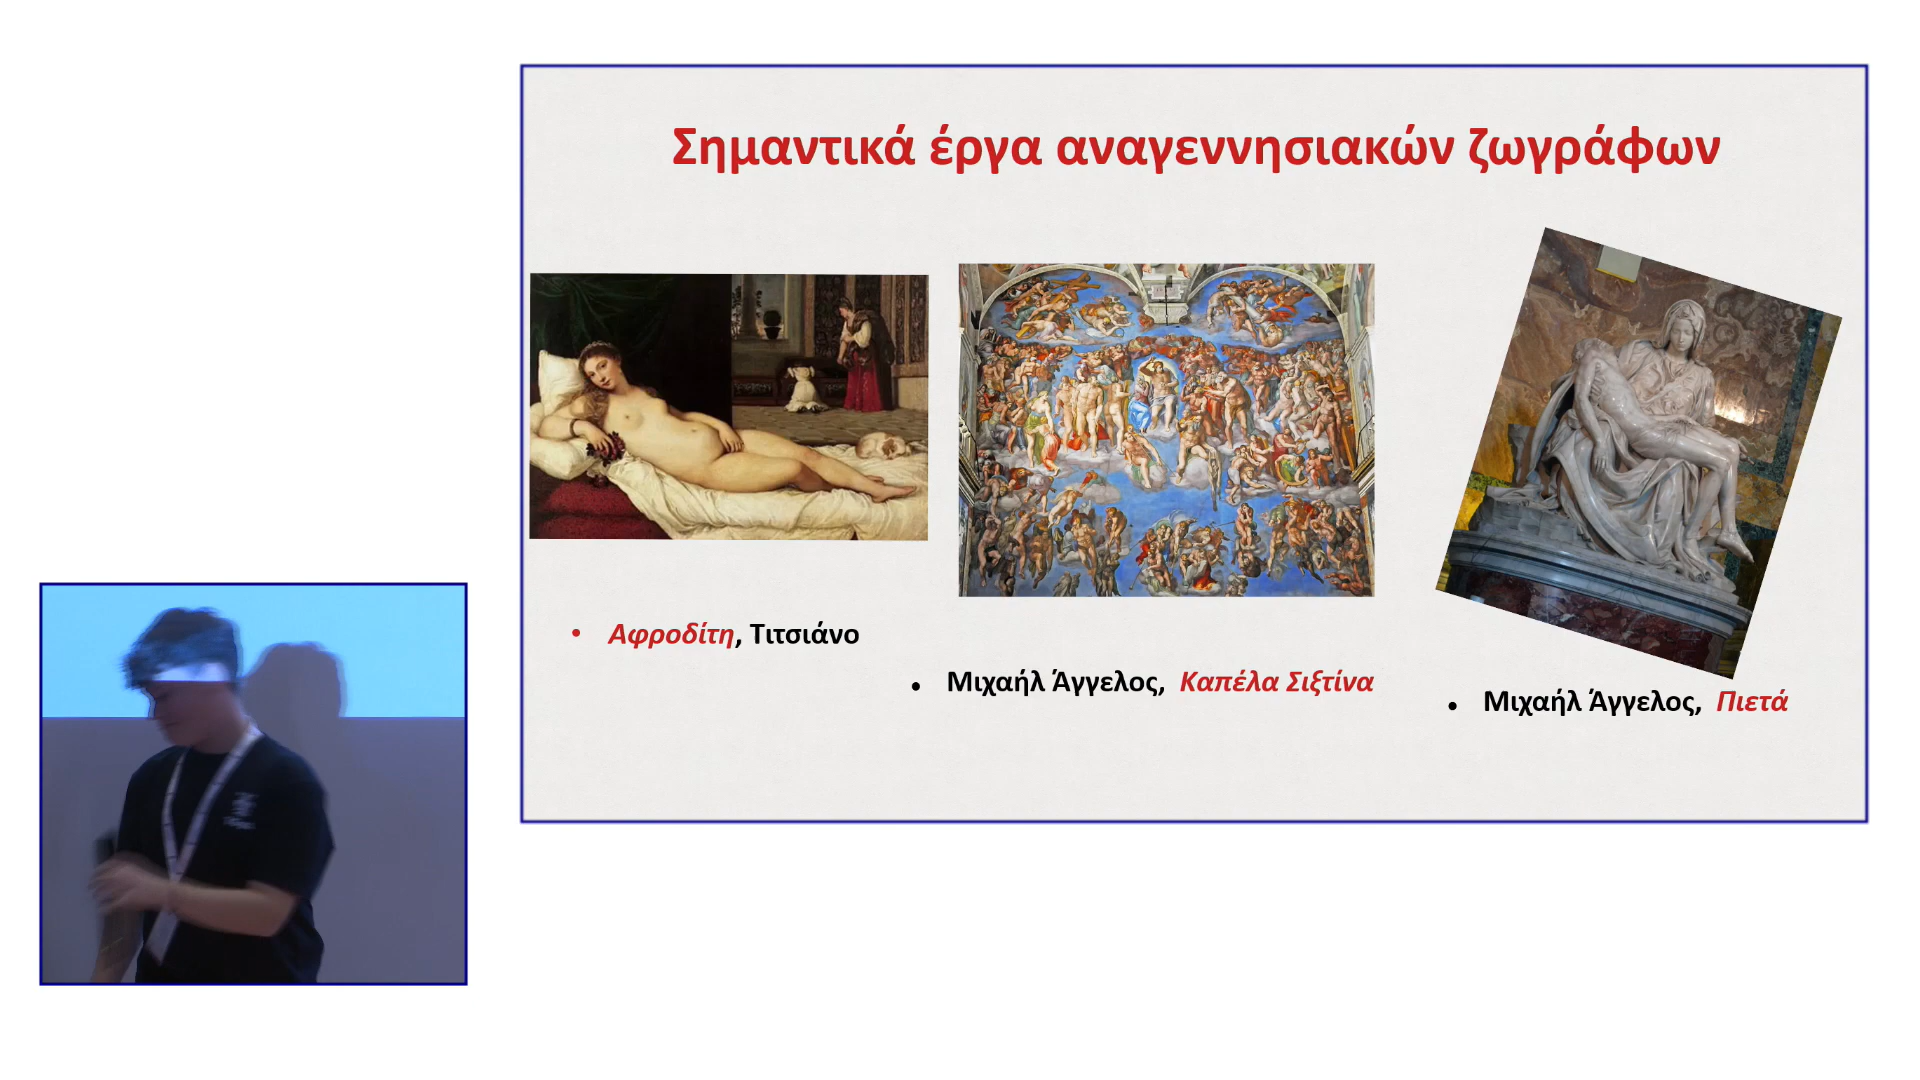 Σημαντικά έργα αναγεννησιακών ζωγράφων
• Αφροδίτη, Τιτσιάνο
• Μιχαήλ Άγγελος, Καπέλα Σιξτίνα
• Μιχαήλ Άγγελος, Πιετά